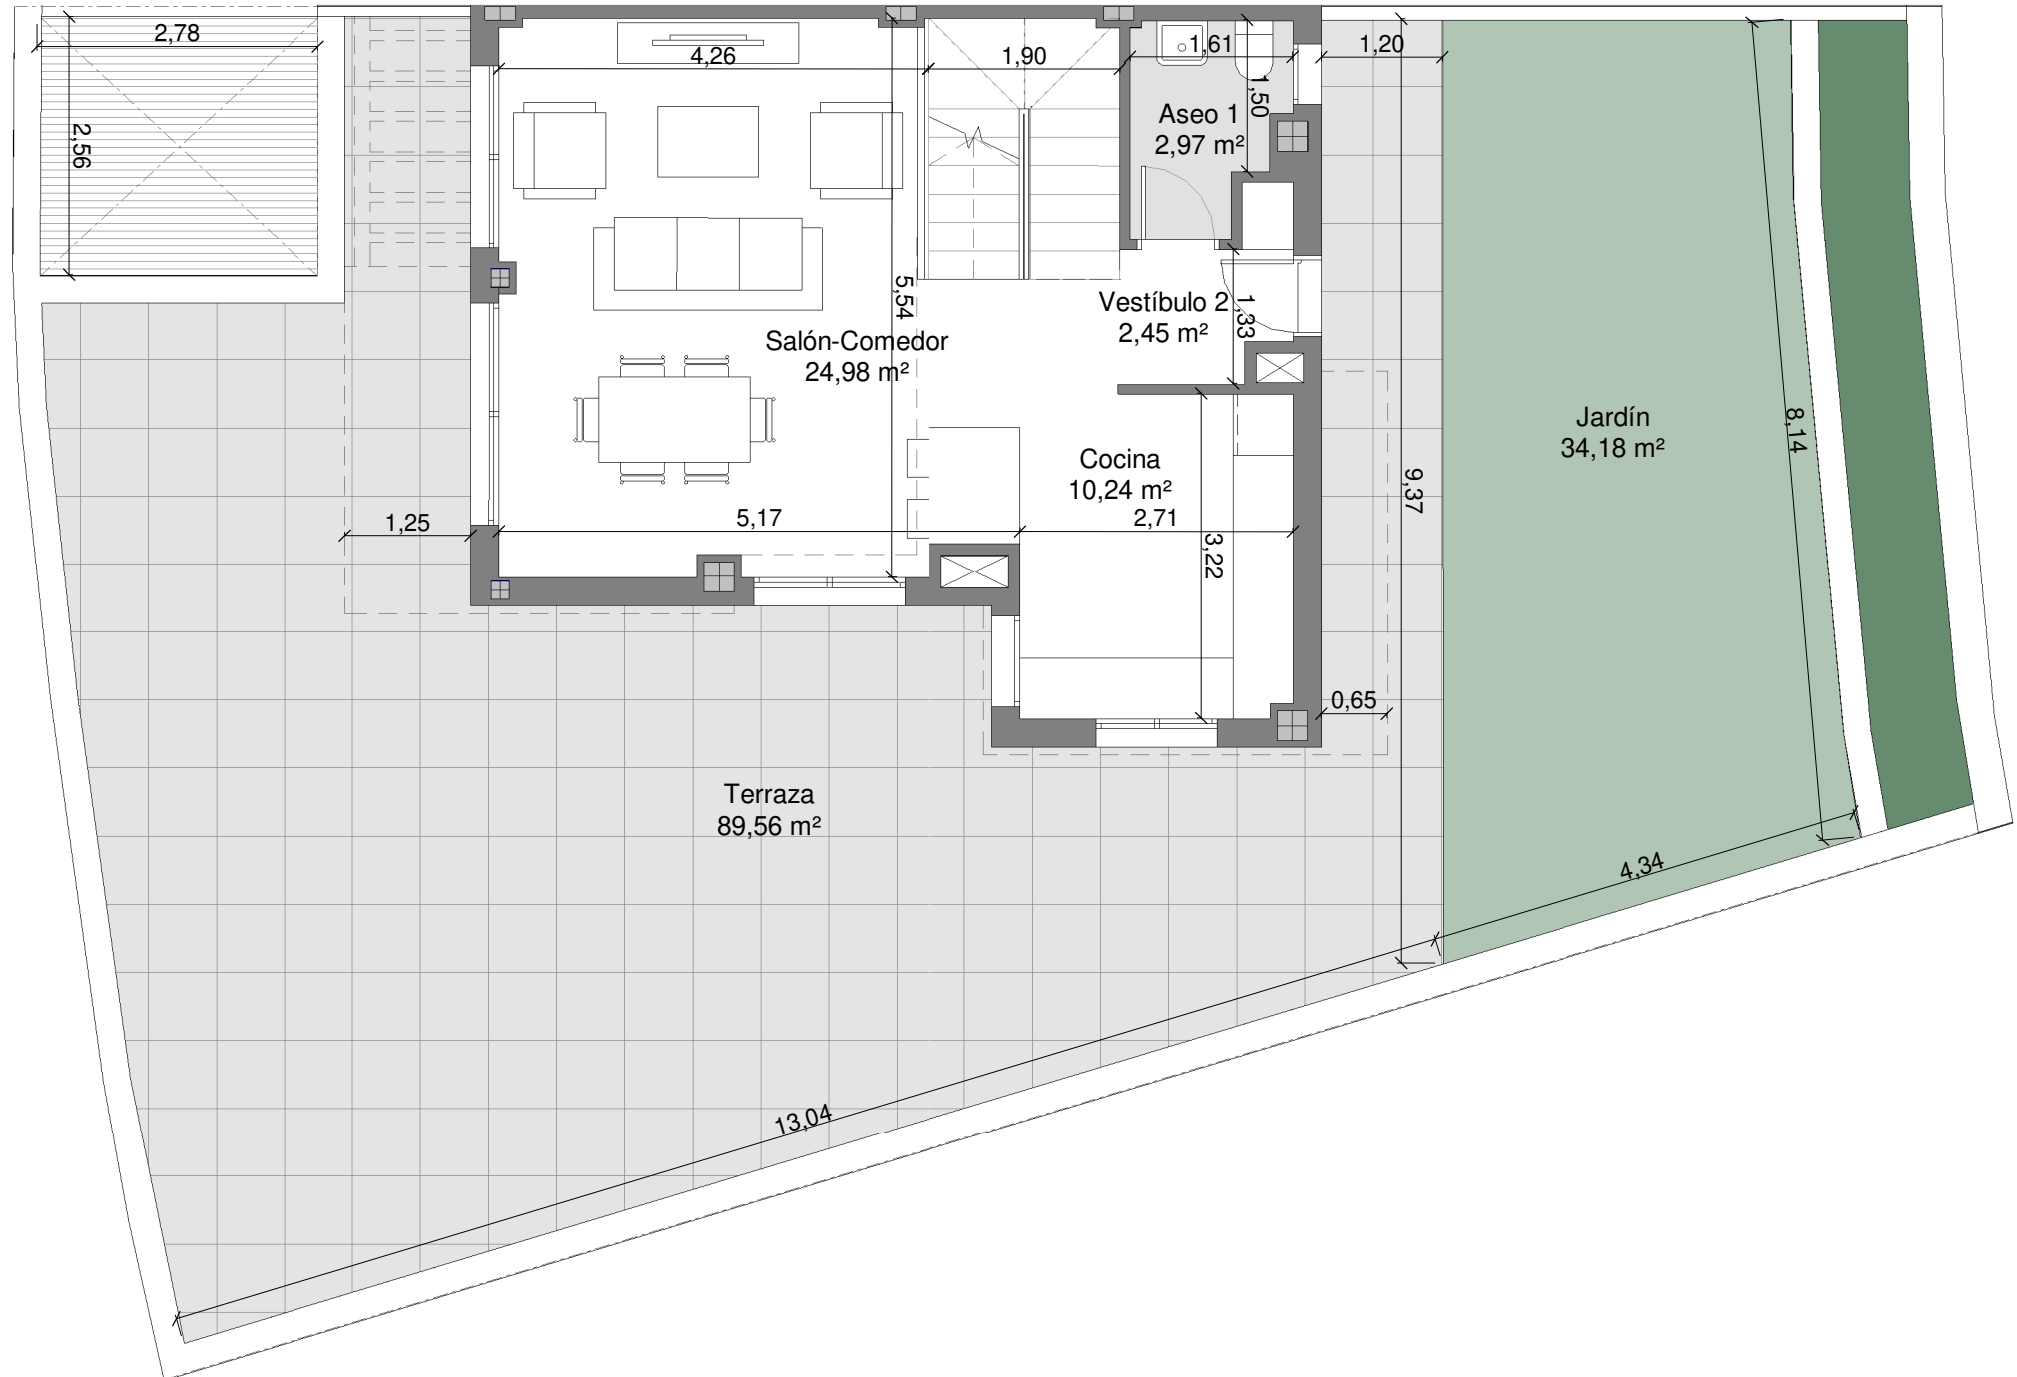 2,78
4,26
1,90
1,61
1,20
2,56
1,50
Aseo 1
2,97 m²
5,54
Vestíbulo 2
2,45 m²
1,33
Salón-Comedor
24,98 m²
Jardín
34,18 m²
8,14
Cocina
10,24 m²
9,37
1,25
5,17
2,71
3,22
0,65
Terraza
89,56 m²
4,34
13,04